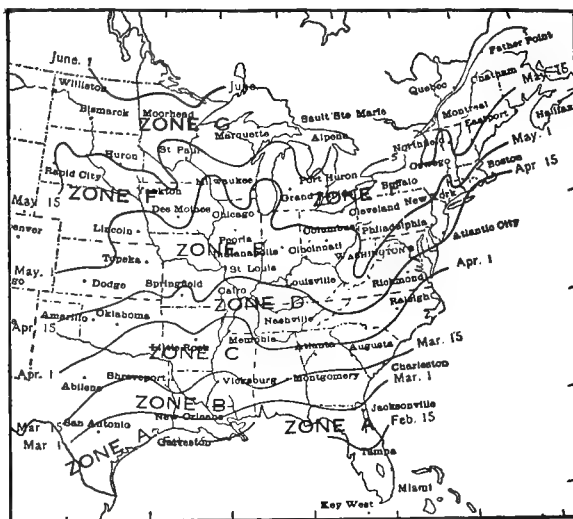 June. 1
Williston
June.
Father Point
Quebec
Chatham
May. 15
Bismarck
Moorhead
Sault Ste Marie
Montreal
Eastport
Halifax
ZONE G
Marquette
Alpena
Northfield
St Paul
Huron
Oswego
May. 1
Boston
Rapid City
Yankton
Milwaukee
Port Huron
Buffalo
Apr 15
May 15
ZONE F
Grand
ZONE
Des Moines
Chicago
Cleveland
New York
Lincoln
Columbus
Philadelphia
Atlantic City
enver
Peoria
ZONE E
Indianapolis
Cincinnati
WASHINGTON
Topeka
St Louis
May. 1
Dodge
Springfield
Louisville
Richmond
Apr. 1
go
Cairo
ZONE D
Raleigh
Amarillo
Oklahoma
Nashville
Apr 15
Memphis
Little Rock
ZONE C
Atlanta
Augusta
Mar. 15
Apr. 1
Shreveport
Vicksburg
Montgomery
Charleston
Abilene
Mar. 1
ZONE B
Jacksonville
Mar 15
San Antonio
New Orleans
ZONE A
Feb. 15
Mar 1
ZONE A
Galveston
Tampa
Miami
Key West